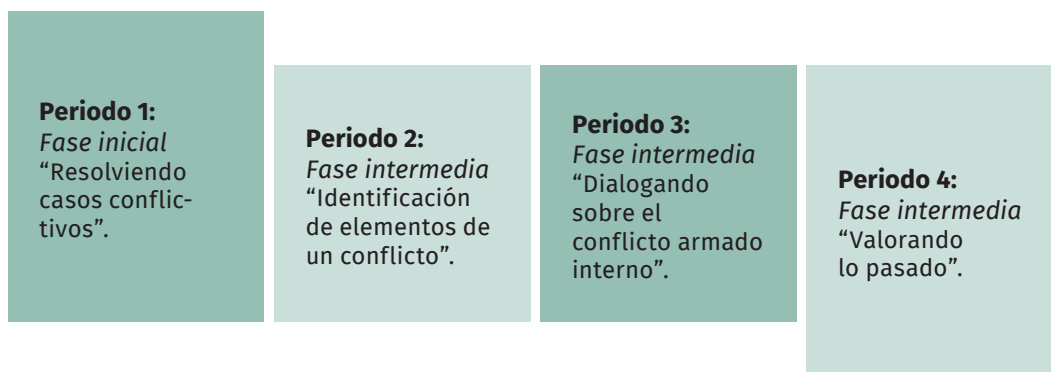 Periodo 1:
Fase inicial
“Resolviendo
casos conflic-
tivos”.
Periodo 2:
Fase intermedia
“Identificación
de elementos de
un conflicto”.
Periodo 3:
Fase intermedia
“Dialogando
sobre el
conflicto armado
interno”.
Periodo 4:
Fase intermedia
“Valorando
lo pasado”.